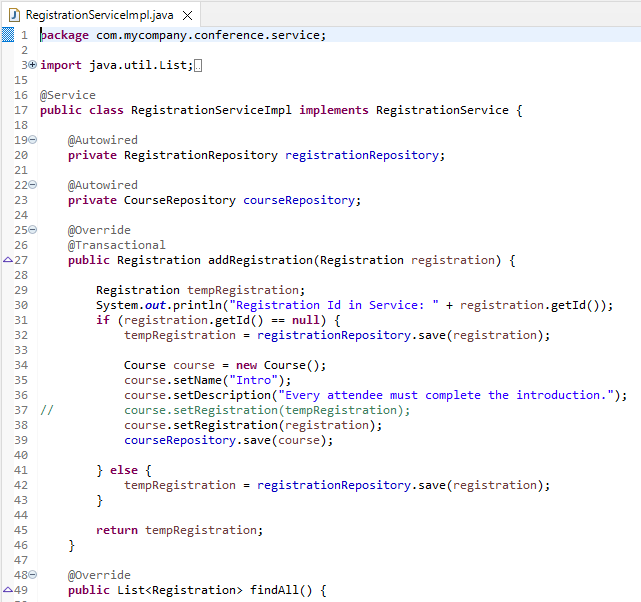 RegistrationServiceImpl.java
1 package com.mycompany.conference.service;
2
3 import java.util.List;
15
16 @Service
17 public class RegistrationServiceImpl implements RegistrationService {
18
19 @Autowired
20 private RegistrationRepository registrationRepository;
21
22 @Autowired
23 private CourseRepository courseRepository;
24
25 @Override
26 @Transactional
27 public Registration addRegistration(Registration registration) {
28
29 Registration tempRegistration;
30 System.out.println("Registration Id in Service: " + registration.getId());
31 if (registration.getId() == null) {
32 tempRegistration = registrationRepository.save(registration);
33
34 Course course = new Course();
35 course.setName("Intro");
36 course.setDescription("Every attendee must complete the introduction.");
37 // course.setRegistration(tempRegistration);
38 course.setRegistration(registration);
39 courseRepository.save(course);
40
41 } else {
42 tempRegistration = registrationRepository.save(registration);
43 }
44
45 return tempRegistration;
46 }
47
48 @Override
49 public List<Registration> findAll() {